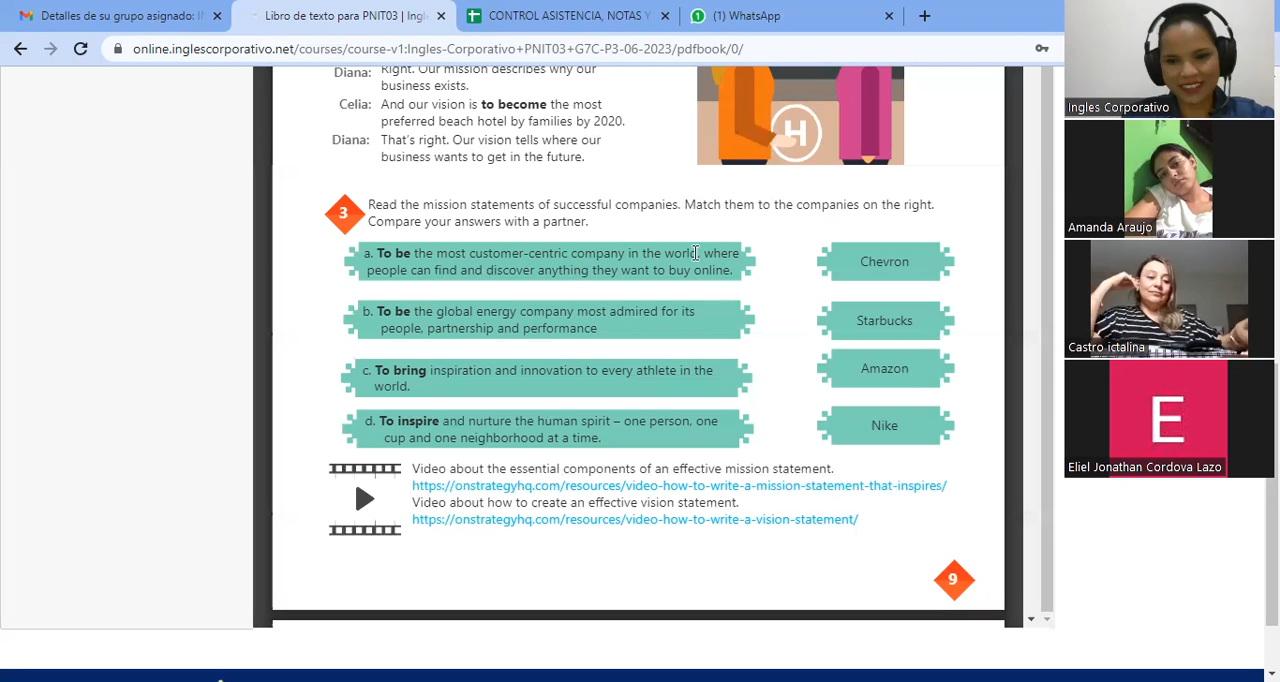 Detalles de su grupo asignado: I
Libro de texto para PNIT03 | Ingl
CONTROL ASISTENCIA, NOTAS Y
(1) WhatsApp
online.inglescorporativo.net/courses/course-v1:Ingles-Corporativo+PNIT03+G7C-P3-06-2023/pdfbook/0/
Diana: Right. Our mission describes why our
business exists.
Celia: And our vision is to become the most
preferred beach hotel by families by 2020.
Diana: That's right. Our vision tells where our
business wants to get in the future.
H
3
Read the mission statements of successful companies. Match them to the companies on the right.
Compare your answers with a partner.
a. To be the most customer-centric company in the world, where
people can find and discover anything they want to buy online.
Chevron
b. To be the global energy company most admired for its
people, partnership and performance
Starbucks
c. To bring inspiration and innovation to every athlete in the
world.
Amazon
d. To inspire and nurture the human spirit – one person, one
cup and one neighborhood at a time.
Nike
Video about the essential components of an effective mission statement.
https://onstrategyhq.com/resources/video-how-to-write-a-mission-statement-that-inspires/
Video about how to create an effective vision statement.
https://onstrategyhq.com/resources/video-how-to-write-a-vision-statement/
9
Ingles Corporativo
Amanda Araujo
Castro ictalina
E
Eliel Jonathan Cordova Lazo